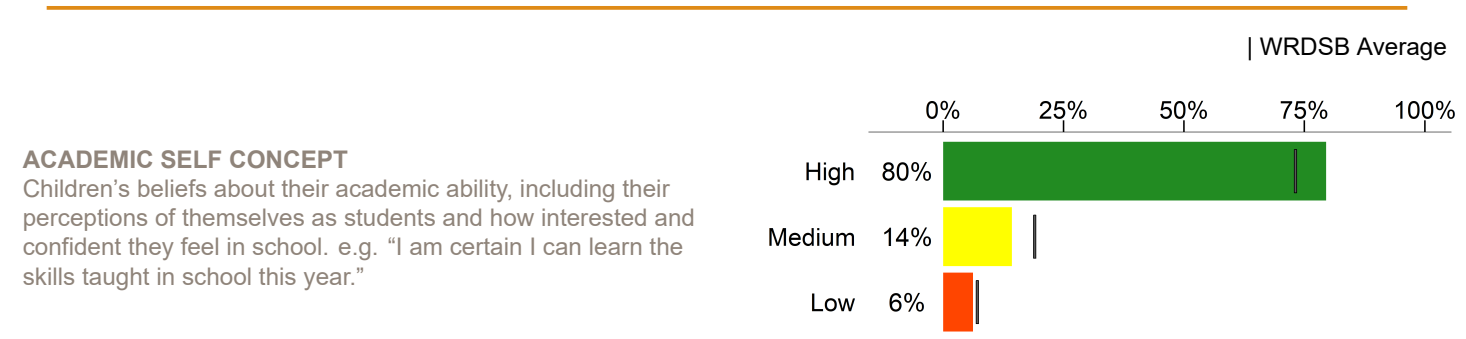 | WRDSB Average
0% 25% 50% 75% 100%
ACADEMIC SELF CONCEPT
Children’s beliefs about their academic ability, including their
perceptions of themselves as students and how interested and
confident they feel in school. e.g. “I am certain I can learn the
skills taught in school this year.”
High 80%
Medium 14%
Low 6%